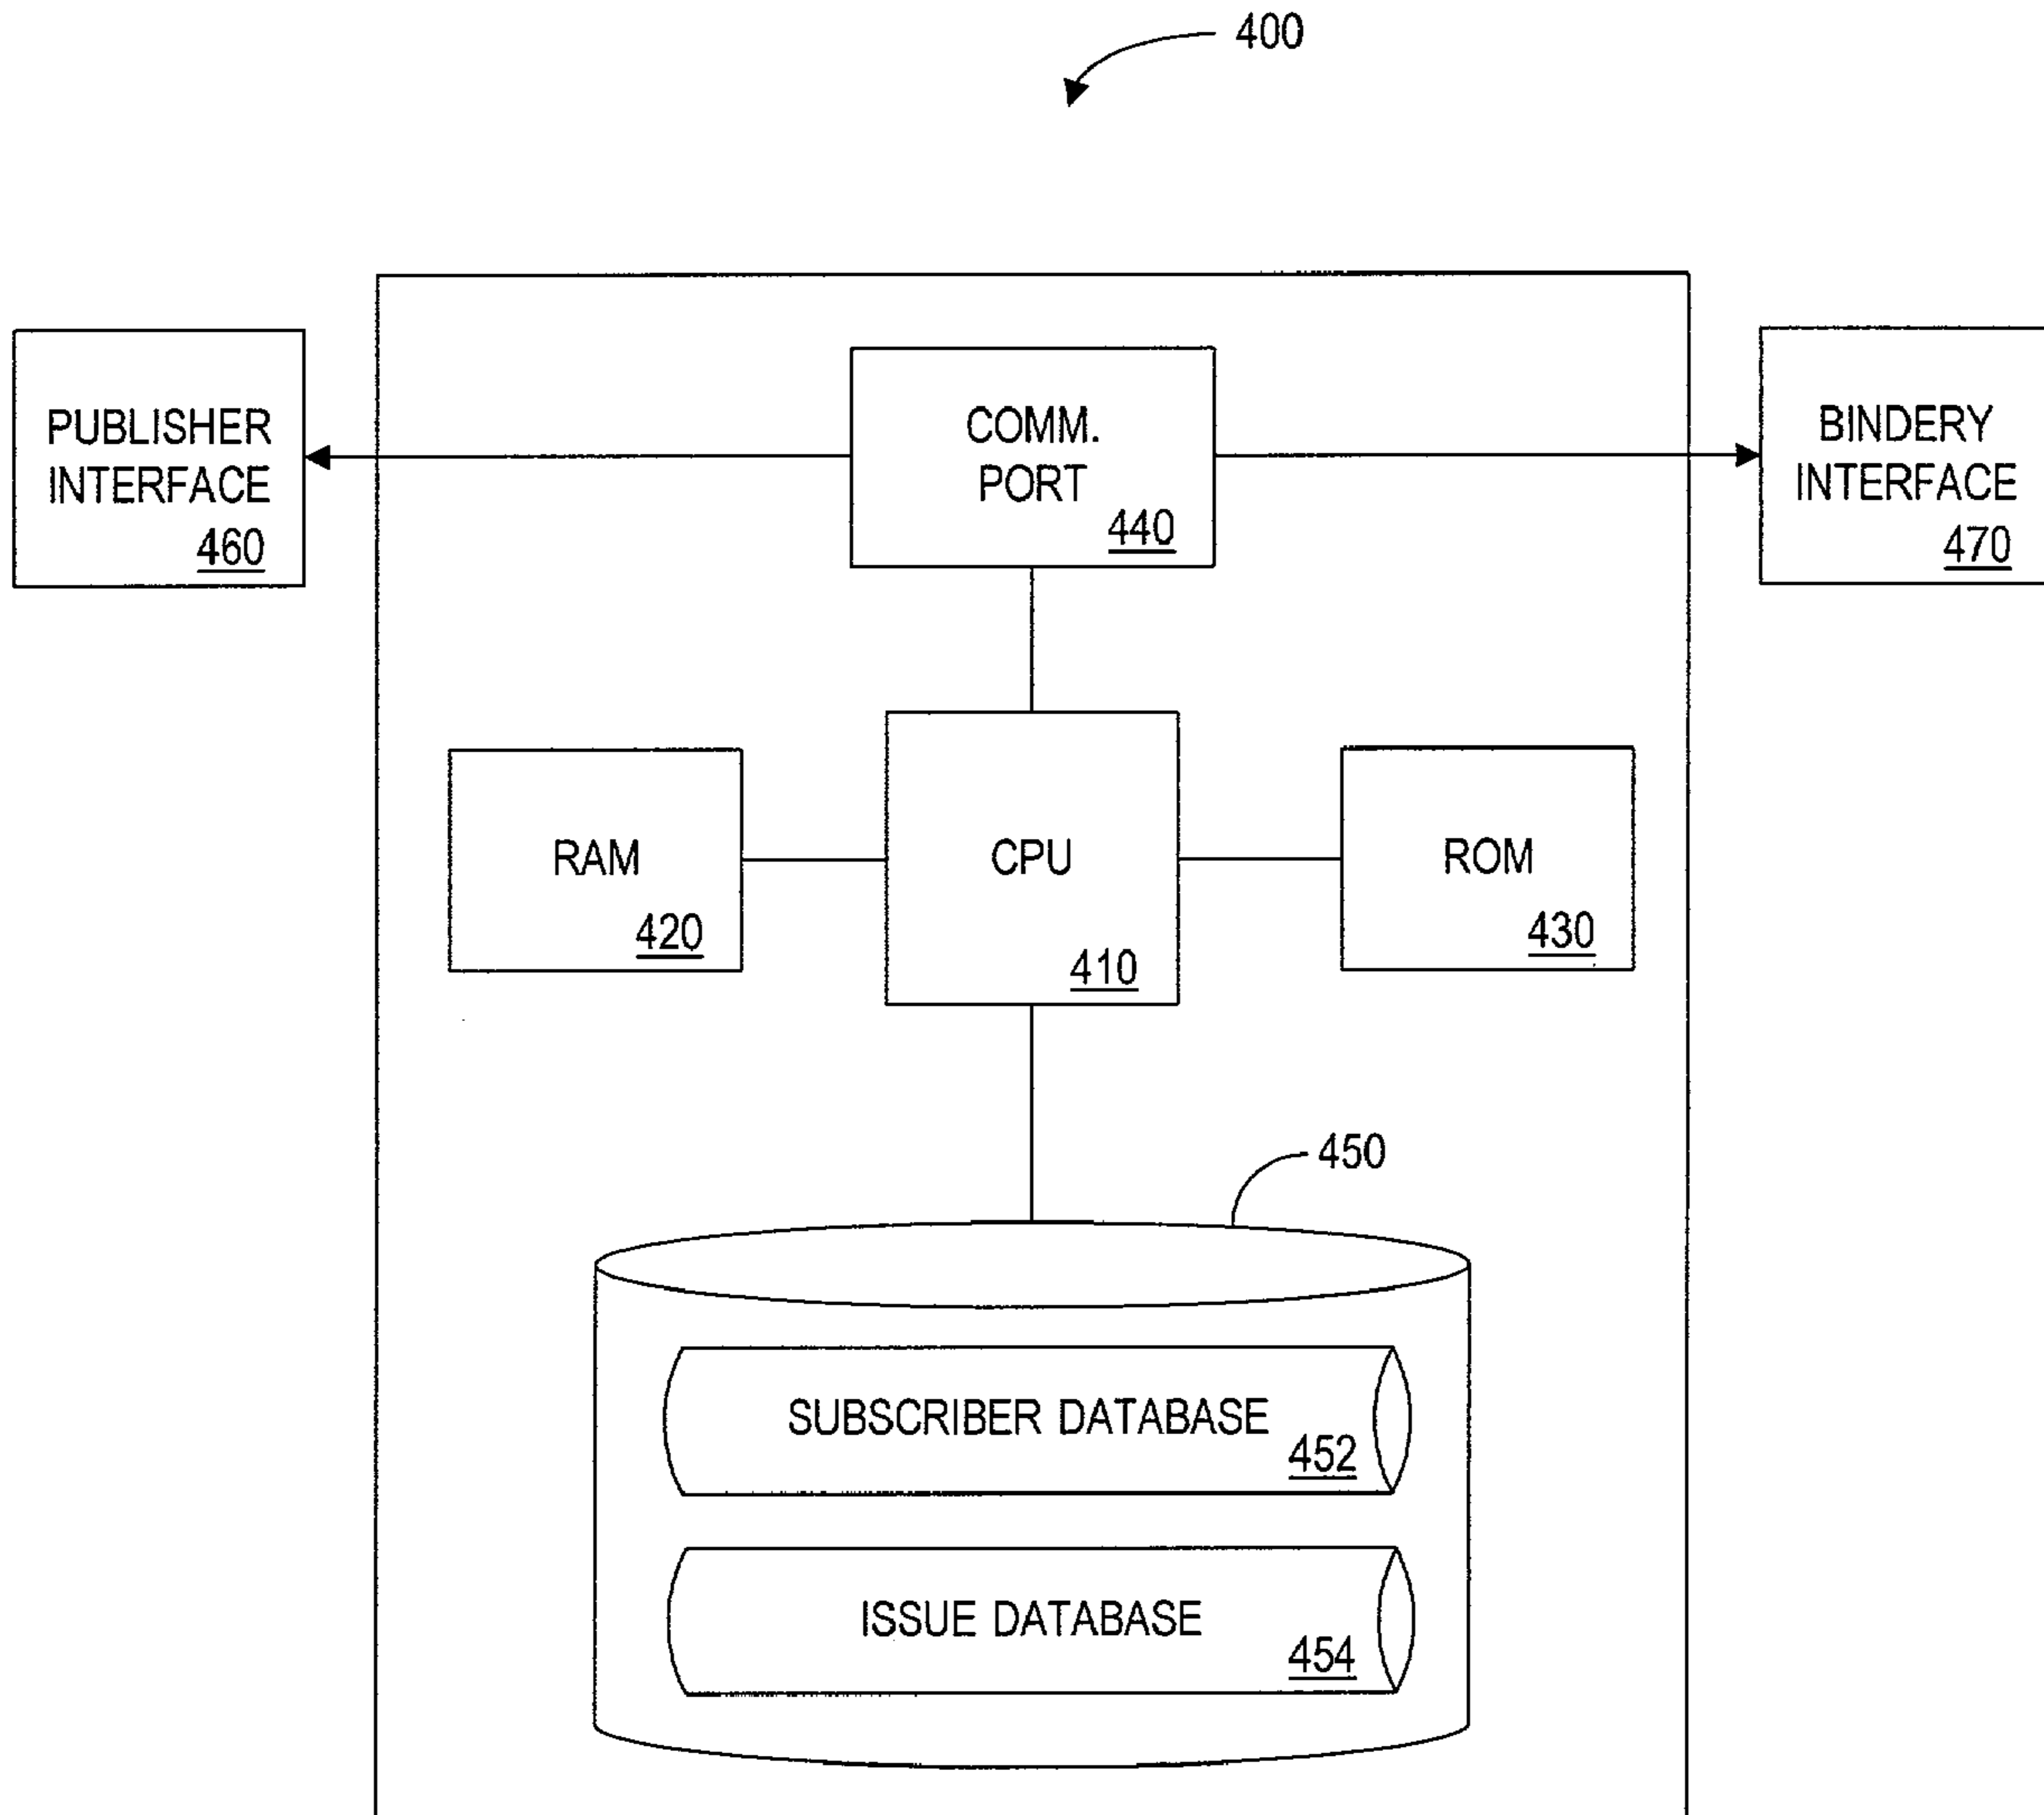 400
PUBLISHER
INTERFACE
460
COMM.
PORT
440
BINDERY
INTERFACE
470
RAM
420
CPU
410
ROM
430
450
SUBSCRIBER DATABASE
452
ISSUE DATABASE
454